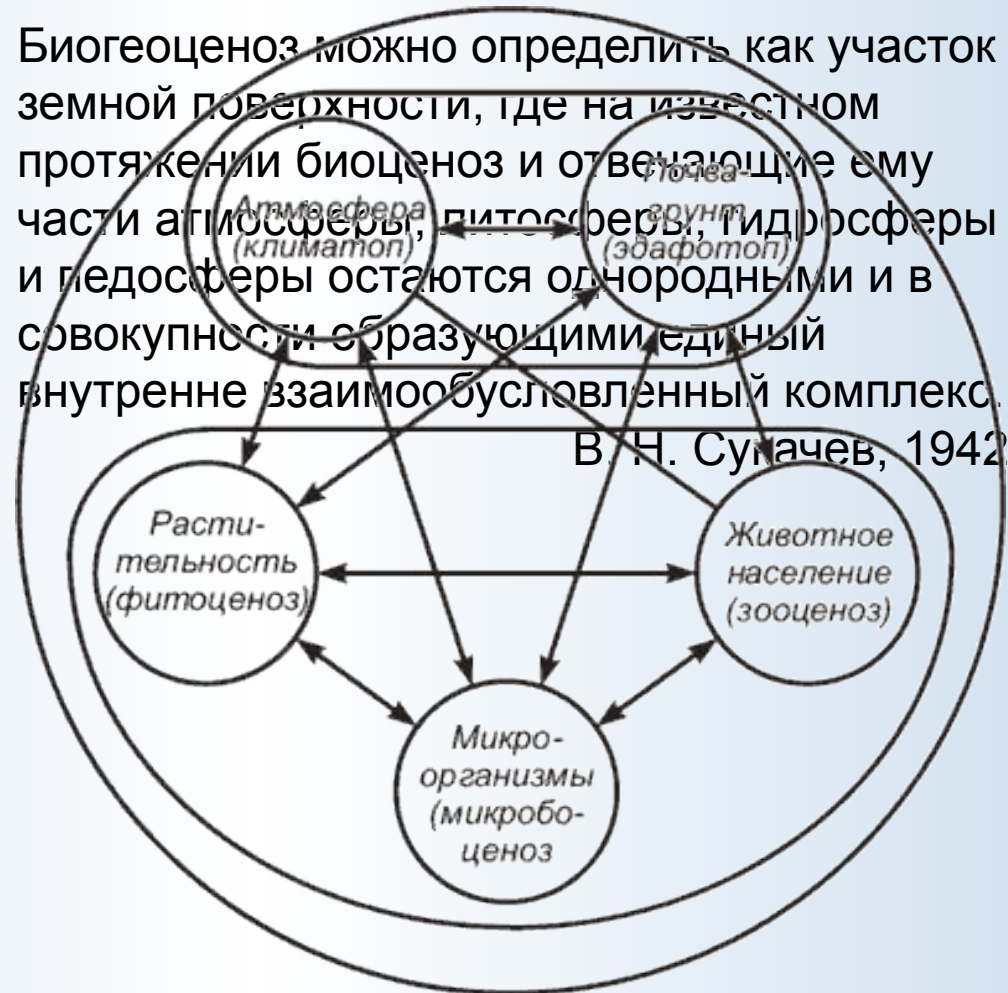 Биогеоценоз можно определить как участок
земной поверхности, где на известном
протяжении биоценоз и отвечающие ему
части атмосферы, литосферы, гидросферы
и педосферы остаются однородными и в
совокупности образующими единый
внутренне взаимообусловленный комплекс.
В. Н. Сукачев, 1942
Атмосфера
(климатоп)
Почва-
грунт
(эдафотоп)
Расти-
тельность
(фитоценоз)
Животное
население
(зооценоз)
Микро-
организмы
(микробо-
ценоз